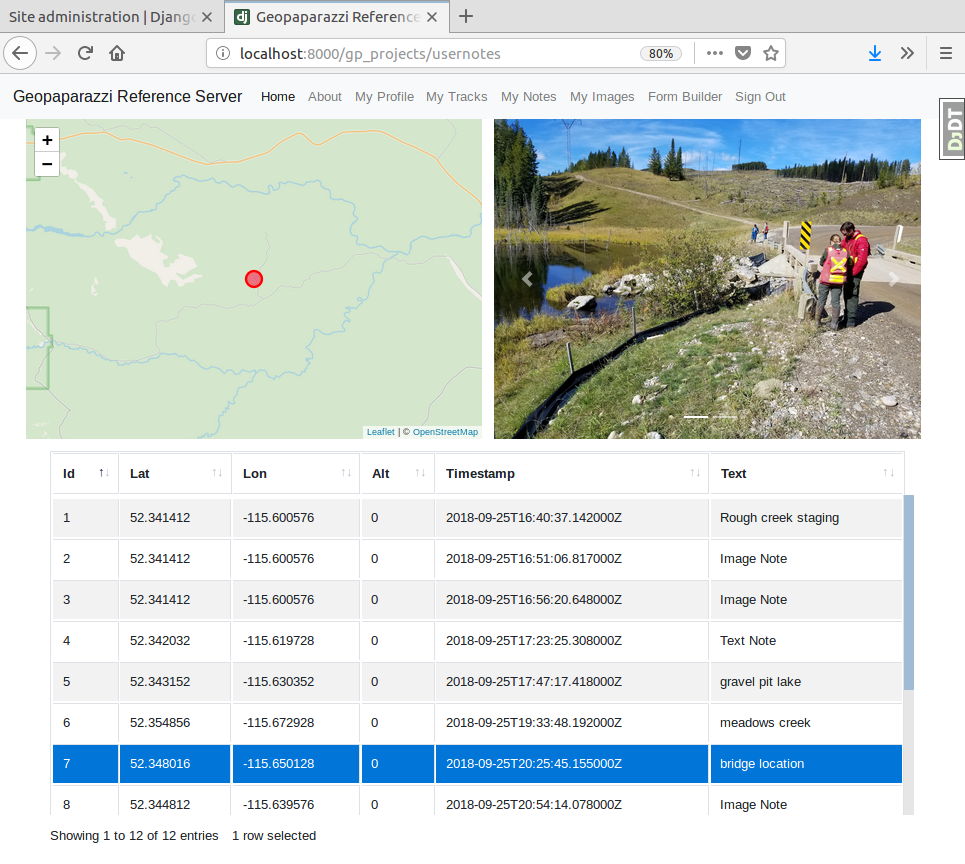 Site administration | Django
Geopaparazzi Reference
localhost:8000/gp_projects/usernotes
80%
Geopaparazzi Reference Server Home About My Profile My Tracks My Notes My Images Form Builder Sign Out
DjDT
+
−
Leaflet | © OpenStreetMap
Id Lat Lon Alt Timestamp Text
1 52.341412 -115.600576 0 2018-09-25T16:40:37.142000Z Rough creek staging
2 52.341412 -115.600576 0 2018-09-25T16:51:06.817000Z Image Note
3 52.341412 -115.600576 0 2018-09-25T16:56:20.648000Z Image Note
4 52.342032 -115.619728 0 2018-09-25T17:23:25.308000Z Text Note
5 52.343152 -115.630352 0 2018-09-25T17:47:17.418000Z gravel pit lake
6 52.354856 -115.672928 0 2018-09-25T19:33:48.192000Z meadows creek
7 52.348016 -115.650128 0 2018-09-25T20:25:45.155000Z bridge location
8 52.344812 -115.639576 0 2018-09-25T20:54:14.078000Z Image Note
Showing 1 to 12 of 12 entries 1 row selected